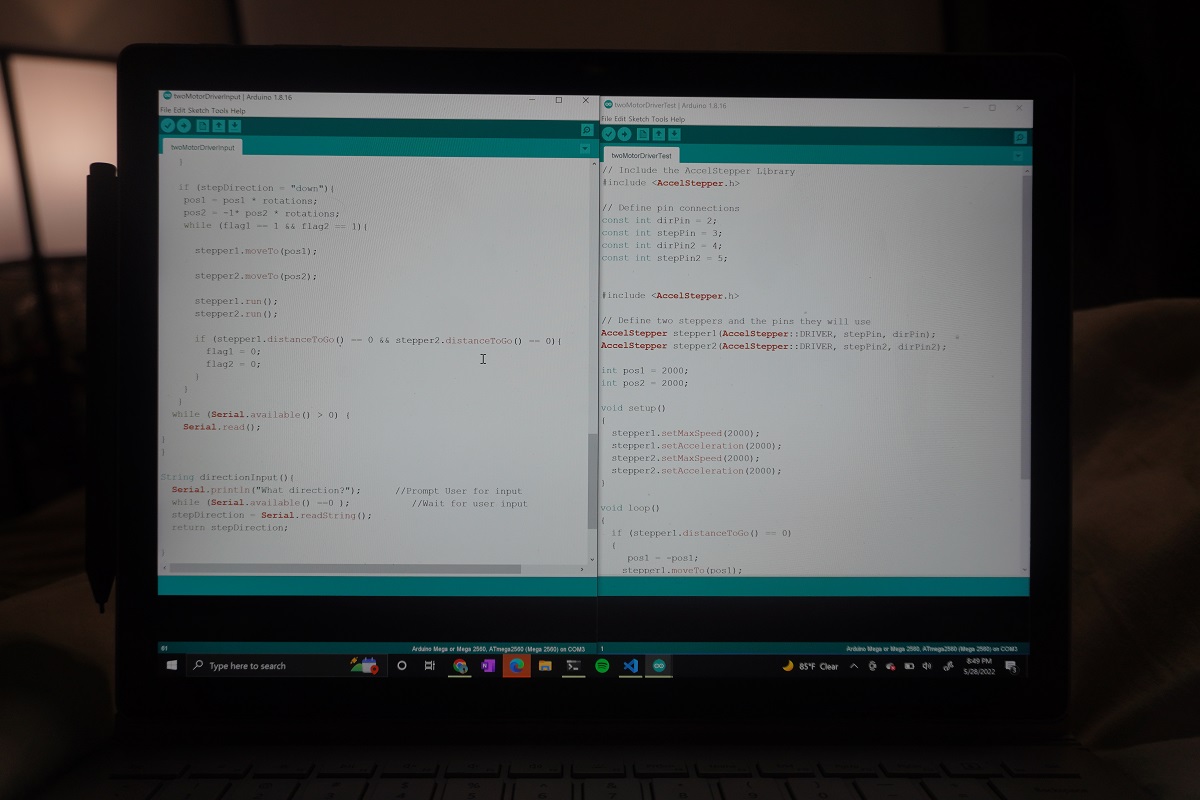 twoMotorDriverInput | Arduino 1.8.16
File Edit Sketch Tools Help
twoMotorDriverInput
}
if (stepDirection = "down"){
pos1 = pos1 * rotations;
pos2 = -1* pos2 * rotations;
while (flag1 == 1 && flag2 == 1){
stepper1.moveTo(pos1);
stepper2.moveTo(pos2);
stepper1.run();
stepper2.run();
if (stepper1.distanceToGo() == 0 && stepper2.distanceToGo() == 0){
flag1 = 0;
flag2 = 0;
}
}
}
while (Serial.available() > 0) {
Serial.read();
}
}
String directionInput(){
Serial.println("What direction?"); //Prompt User for input
while (Serial.available() ==0 ); //Wait for user input
stepDirection = Serial.readString();
return stepDirection;
}
61
Arduino Mega or Mega 2560, ATmega2560 (Mega 2560) on COM3
twoMotorDriverTest | Arduino 1.8.16
File Edit Sketch Tools Help
twoMotorDriverTest
// Include the AccelStepper Library
#include <AccelStepper.h>
// Define pin connections
const int dirPin = 2;
const int stepPin = 3;
const int dirPin2 = 4;
const int stepPin2 = 5;
#include <AccelStepper.h>
// Define two steppers and the pins they will use
AccelStepper stepper1(AccelStepper::DRIVER, stepPin, dirPin);
AccelStepper stepper2(AccelStepper::DRIVER, stepPin2, dirPin2);
int pos1 = 2000;
int pos2 = 2000;
void setup()
{
stepper1.setMaxSpeed(2000);
stepper1.setAcceleration(2000);
stepper2.setMaxSpeed(2000);
stepper2.setAcceleration(2000);
}
void loop()
{
if (stepper1.distanceToGo() == 0)
{
pos1 = -pos1;
stepper1.moveTo(pos1);
1
Arduino Mega or Mega 2560, ATmega2560 (Mega 2560) on COM3
Type here to search
85°F Clear
8:49 PM
5/28/2022